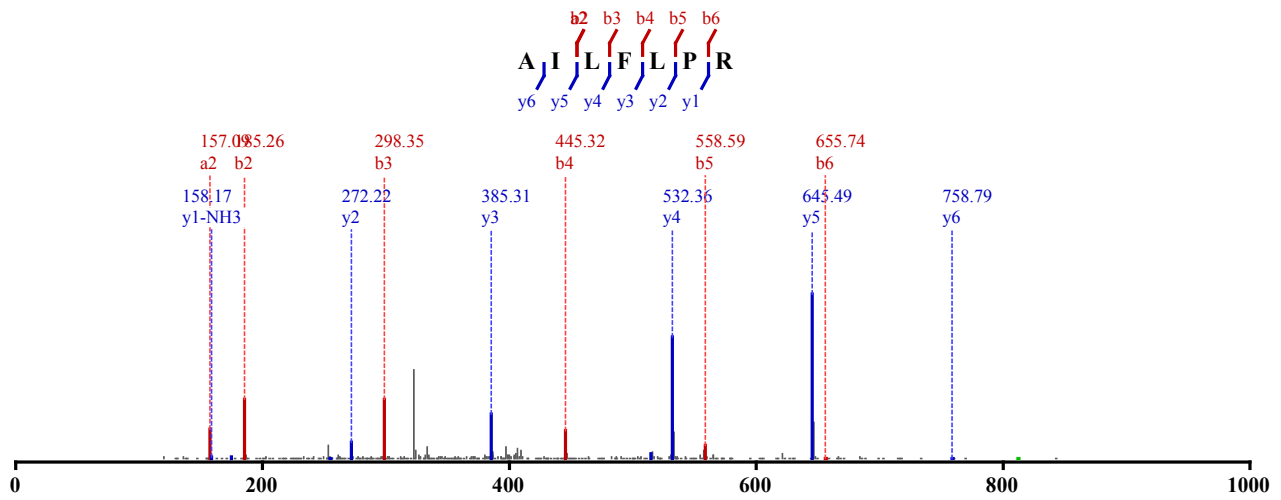 a2 b2 b3 b4 b5 b6
A I L F L P R
y6 y5 y4 y3 y2 y1
157.09 185.26 298.35 445.32 558.59 655.74
a2 b2 b3 b4 b5 b6
158.17 272.22 385.31 532.36 645.49 758.79
y1-NH3 y2 y3 y4 y5 y6
0 200 400 600 800 1000